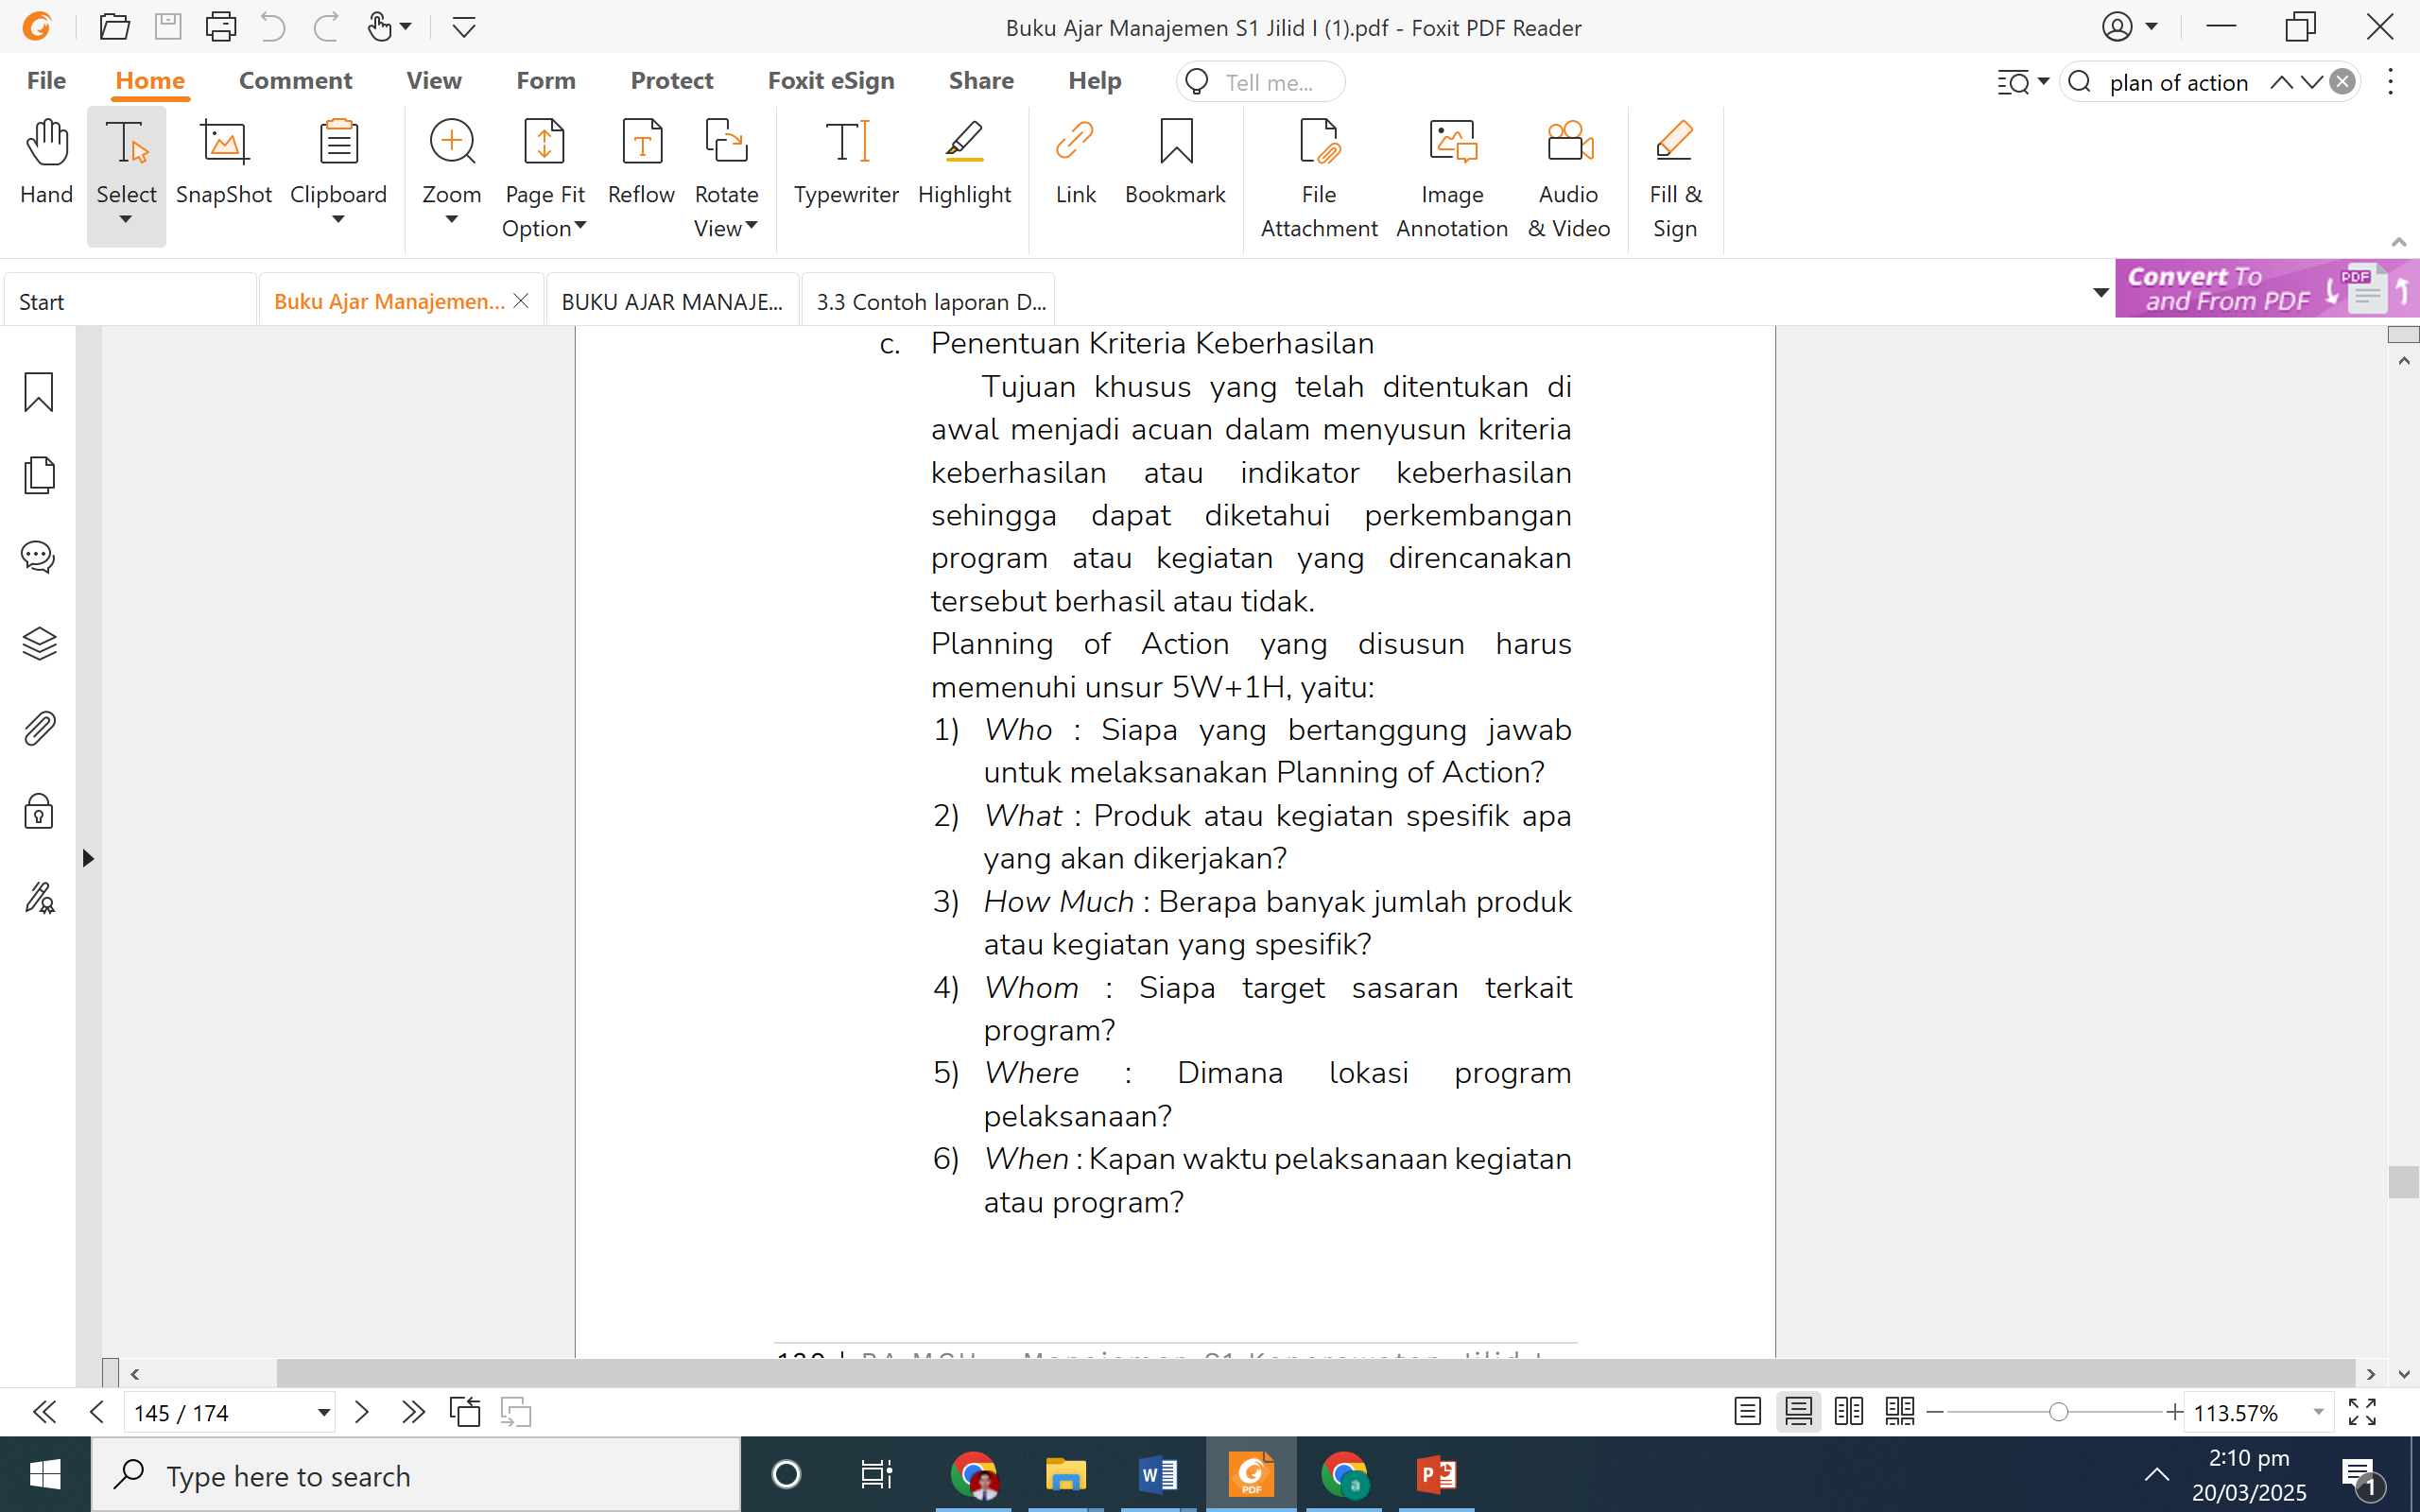 Buku Ajar Manajemen S1 Jilid I (1).pdf - Foxit PDF Reader
File Home Comment View Form Protect Foxit eSign Share Help Tell me... plan of action
Hand Select SnapShot Clipboard Zoom Page Fit Option Reflow Rotate View Typewriter Highlight Link Bookmark File Attachment Image Annotation Audio & Video Fill & Sign
Start Buku Ajar Manajemen... BUKU AJAR MANAJE... 3.3 Contoh laporan D...
Convert To
and From PDF
PDF
c. Penentuan Kriteria Keberhasilan
Tujuan khusus yang telah ditentukan di
awal menjadi acuan dalam menyusun kriteria
keberhasilan atau indikator keberhasilan
sehingga dapat diketahui perkembangan
program atau kegiatan yang direncanakan
tersebut berhasil atau tidak.
Planning of Action yang disusun harus
memenuhi unsur 5W+1H, yaitu:
1) Who : Siapa yang bertanggung jawab
untuk melaksanakan Planning of Action?
2) What : Produk atau kegiatan spesifik apa
yang akan dikerjakan?
3) How Much : Berapa banyak jumlah produk
atau kegiatan yang spesifik?
4) Whom : Siapa target sasaran terkait
program?
5) Where : Dimana lokasi program
pelaksanaan?
6) When : Kapan waktu pelaksanaan kegiatan
atau program?
145 / 174
113.57%
Type here to search
PDF
2:10 pm
20/03/2025
1